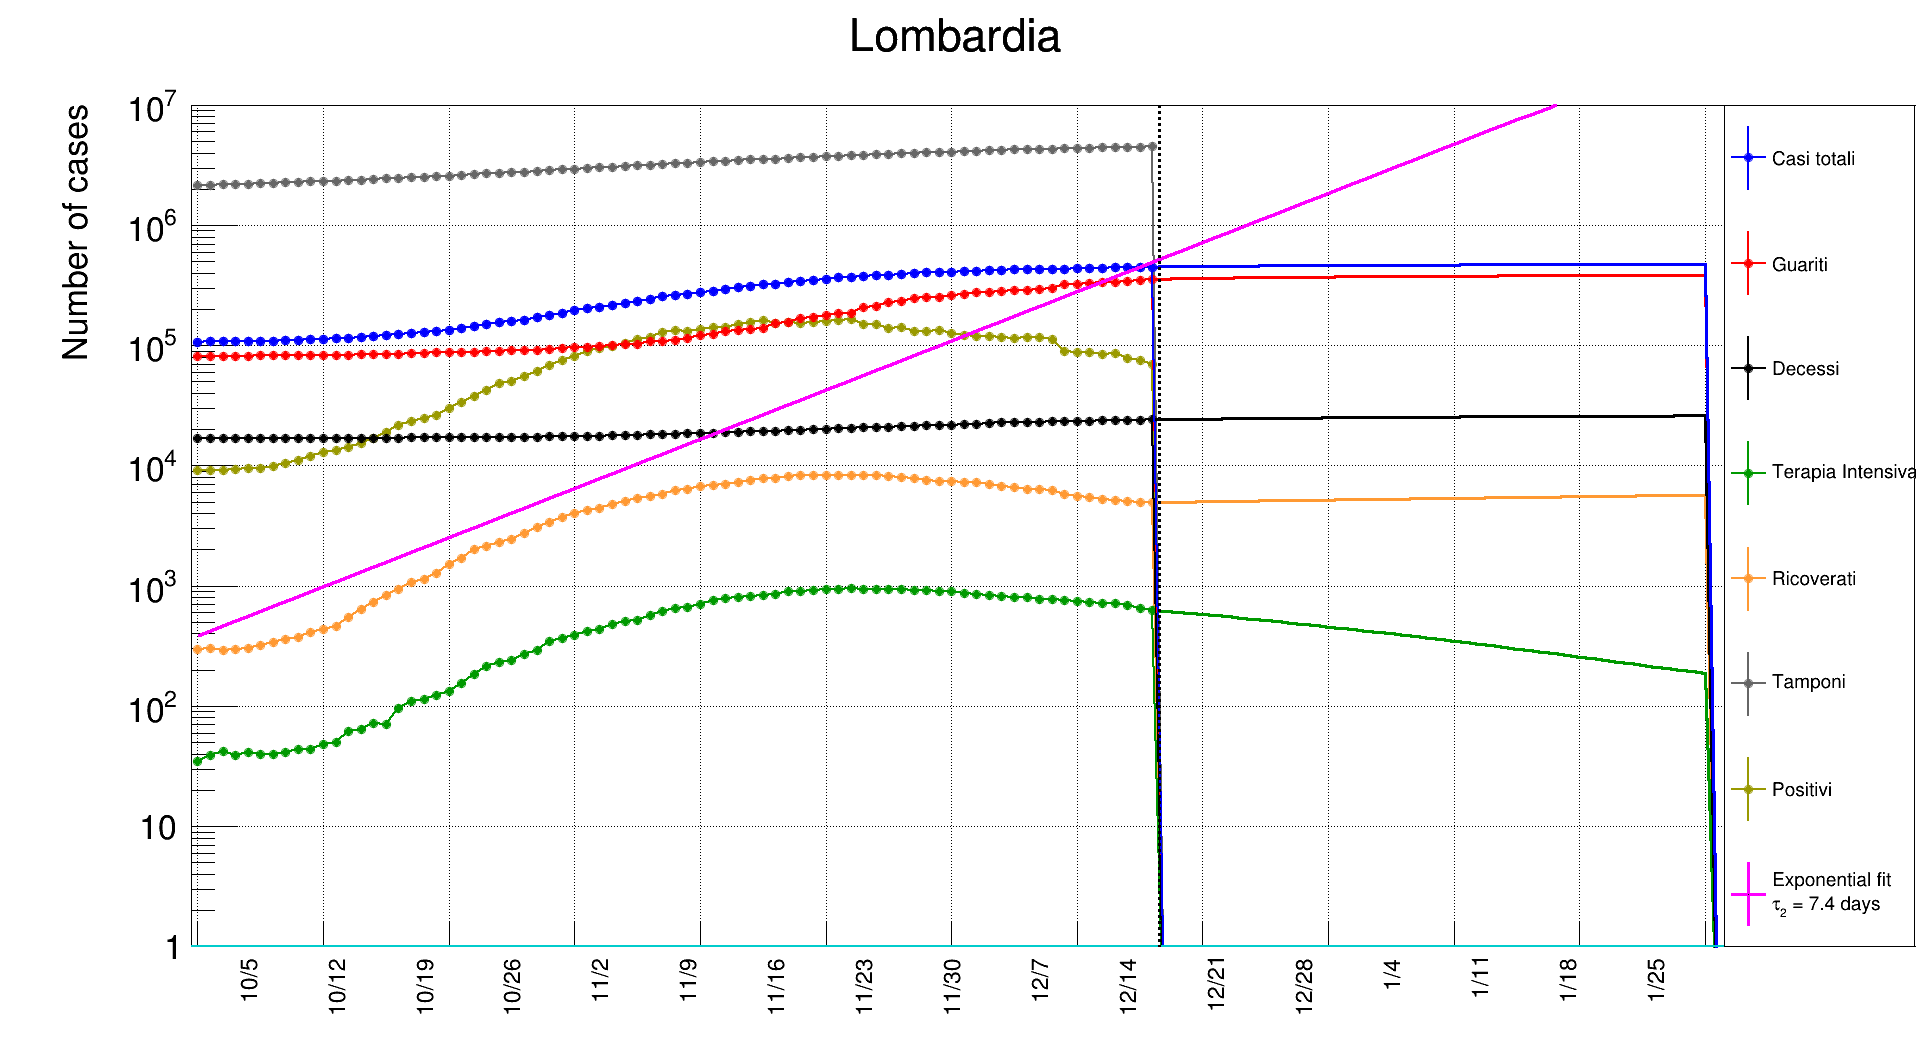 Lombardia
Number of cases
10^7
10^6
10^5
10^4
10^3
10^2
10
1
10/5
10/12
10/19
10/26
11/2
11/9
11/16
11/23
11/30
12/7
12/14
12/21
12/28
1/4
1/11
1/18
1/25
Casi totali
Guariti
Decessi
Terapia Intensiva
Ricoverati
Tamponi
Positivi
Exponential fit
τ₂ = 7.4 days